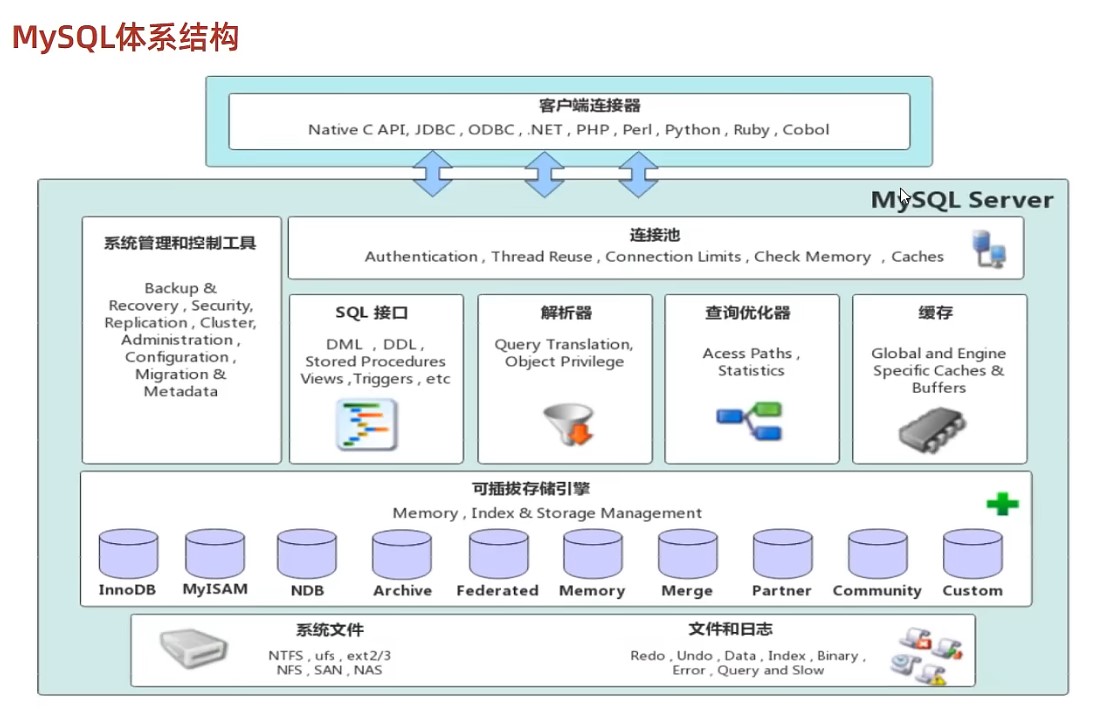 MySQL体系结构
客户端连接器
Native C API, JDBC , ODBC , .NET , PHP , Perl , Python , Ruby , Cobol
MySQL Server
系统管理和控制工具
Backup &
Recovery , Security,
Replication , Cluster,
Administration ,
Configuration ,
Migration &
Metadata
连接池
Authentication , Thread Reuse , Connection Limits , Check Memory , Caches
SQL 接口
DML , DDL ,
Stored Procedures
Views ,Triggers , etc
解析器
Query Translation,
Object Privilege
查询优化器
Acess Paths ,
Statistics
缓存
Global and Engine
Specific Caches &
Buffers
可插拔存储引擎
Memory , Index & Storage Management
InnoDB MyISAM NDB Archive Federated Memory Merge Partner Community Custom
系统文件
NTFS , ufs , ext2/3
NFS , SAN , NAS
文件和日志
Redo , Undo , Data , Index , Binary ,
Error , Query and Slow